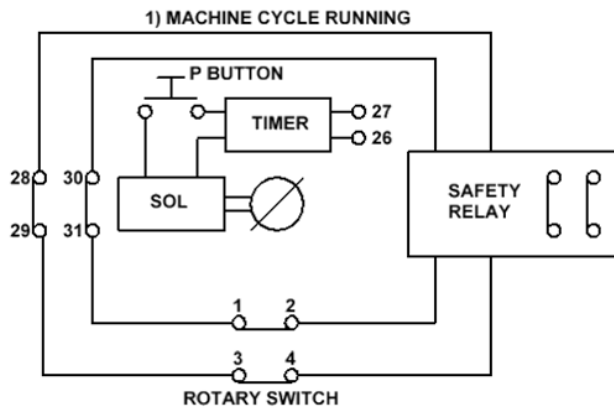 1) MACHINE CYCLE RUNNING
P BUTTON
TIMER
27
26
28
30
SOL
SAFETY
RELAY
29
31
1
2
3
4
ROTARY SWITCH